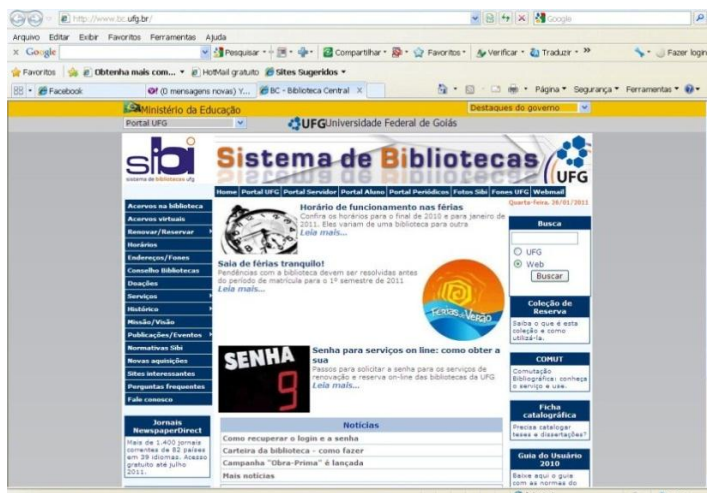 http://www.bc.ufg.br/
Google
Arquivo Editar Exibir Favoritos Ferramentas Ajuda
x Google Pesquisar Compartilhar Favoritos Verificar Traduzir » Fazer login
Favoritos Obtenha mais com... HotMail gratuito Sites Sugeridos
Facebook (0 mensagens novas) Y... BC - Biblioteca Central X Página Segurança Ferramentas
Ministério da Educação Destaques do governo
Portal UFG UFG Universidade Federal de Goiás
sibi
sistema de bibliotecas ufg
Sistema de Bibliotecas
UFG
Home Portal UFG Portal Servidor Portal Aluno Portal Periódicos Fotos Sibi Fones UFG Webmail
Quarta-feira, 26/01/2011
Acervos na biblioteca
Acervos virtuais
Renovar/Reservar
Horários
Endereços/Fones
Conselho Bibliotecas
Doações
Serviços
Histórico
Missão/Visão
Publicações/Eventos
Normativas Sibi
Novas aquisições
Sites interessantes
Perguntas frequentes
Fale conosco
Jornais
NewspaperDirect
Mais de 1.400 jornais
correntes de 82 países
em 39 idiomas. Acesso
gratuito até julho
2011.
Horário de funcionamento nas férias
Confira os horários para o final de 2010 e para janeiro de
2011. Eles variam de uma biblioteca para outra
Leia mais...
Saia de férias tranquilo!
Pendências com a biblioteca devem ser resolvidas antes
do período de matrícula para o 1º semestre de 2011
Leia mais...
Férias de Verão
SENHA
9
Senha para serviços on line: como obter a
sua
Passos para solicitar a senha para os serviços de
renovação e reserva on-line das bibliotecas da UFG
Leia mais...
Notícias
Como recuperar o login e a senha
Carteira da biblioteca - como fazer
Campanha "Obra-Prima" é lançada
Mais notícias
Busca
UFG
Web
Buscar
Coleção de
Reserva
Saiba o que é esta
coleção e como
utilizá-la.
COMUT
Comutação
Bibliográfica: conheça
o serviço e use.
Ficha
catalográfica
Precisa catalogar
teses e dissertações?
Guia do Usuário
2010
Baixe aqui o guia
com as normas do